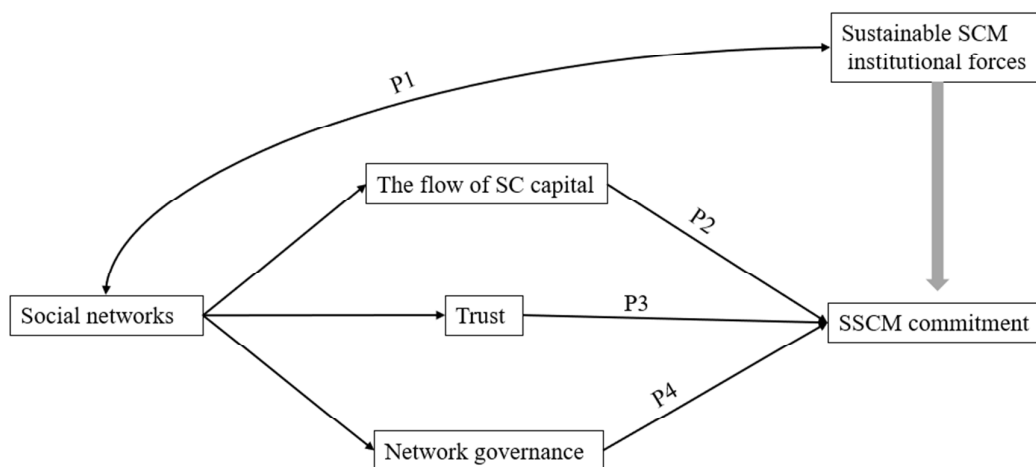 Sustainable SCM
institutional forces
P1
The flow of SC capital
P2
Social networks
Trust
P3
SSCM commitment
P4
Network governance